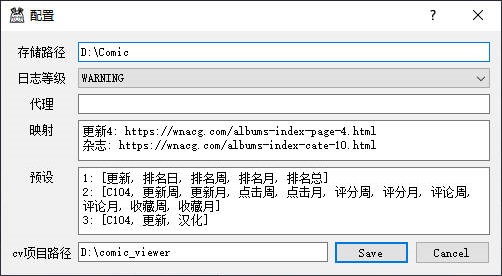 配置
?
存储路径
D:\Comic
日志等级
WARNING
代理
映射
更新4: https://wnacg.com/albums-index-page-4.html
杂志: https://wnacg.com/albums-index-cate-10.html
预设
1: [更新, 排名日, 排名周, 排名月, 排名总]
2: [C104, 更新周, 更新月, 点击周, 点击月, 评分周, 评分月, 评论周,
评论月, 收藏周, 收藏月]
3: [C104, 更新, 汉化]
cv项目路径
D:\comic_viewer
Save
Cancel